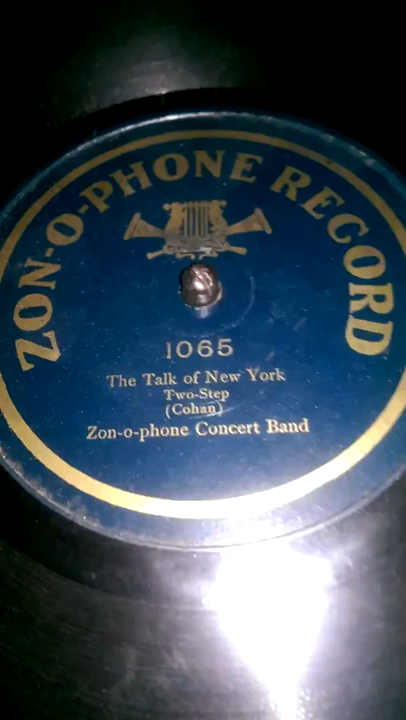 ZON-O-PHONE RECORD
1065
The Talk of New York
Two-Step
(Cohan)
Zon-o-phone Concert Band